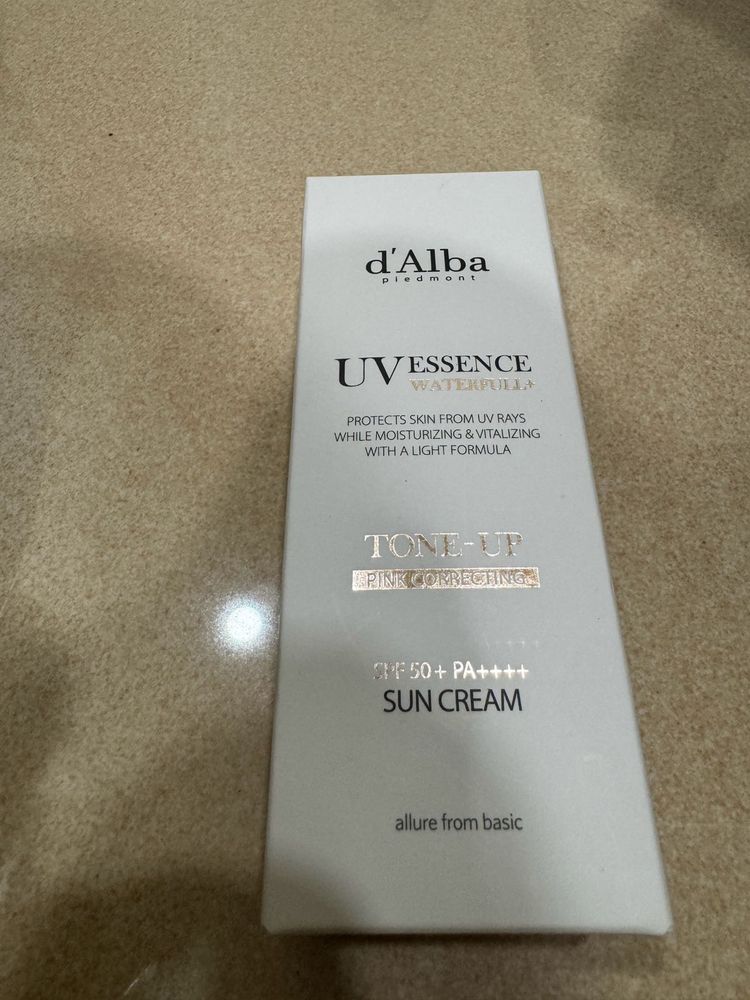 d'Alba
piedmont
UV ESSENCE
WATERFULL+
PROTECTS SKIN FROM UV RAYS
WHILE MOISTURIZING & VITALIZING
WITH A LIGHT FORMULA
TONE-UP
PINK CORRECTING
SPF 50+ PA++++
SUN CREAM
allure from basic